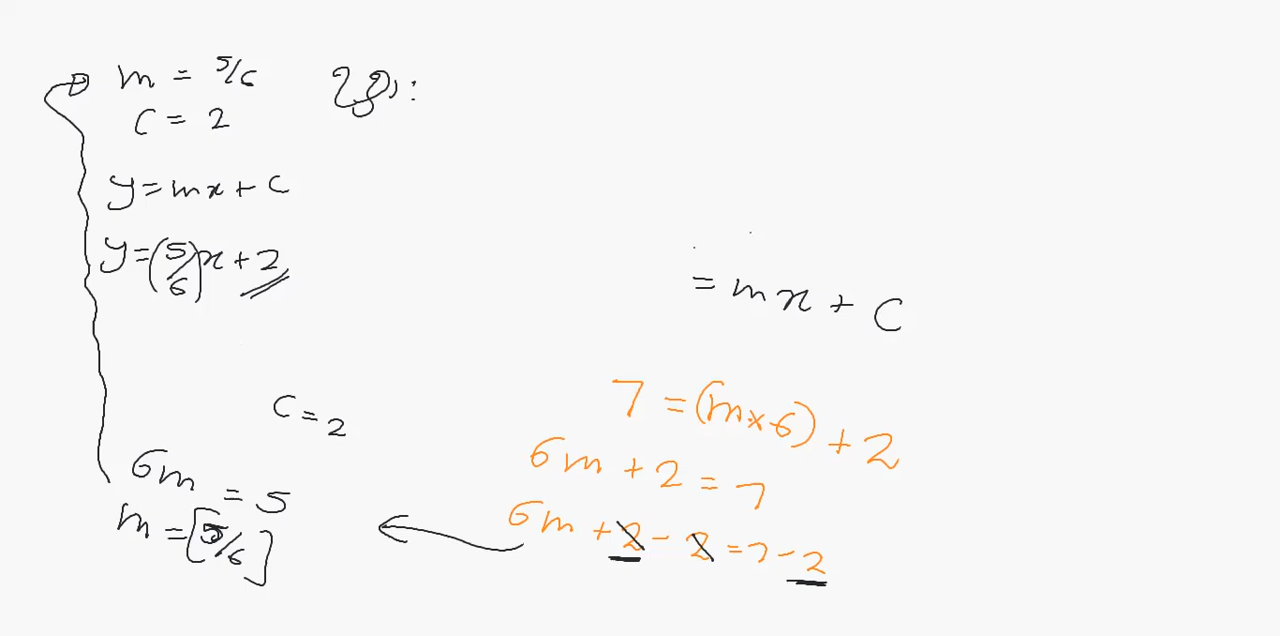 m = 5/6
c = 2
y = mx + c
y = (5/6)x + 2
= mx + c
c = 2
7 = (m x 6) + 2
6m + 2 = 7
6m + 2 - 2 = 7 - 2
6m = 5
m = [5/6]